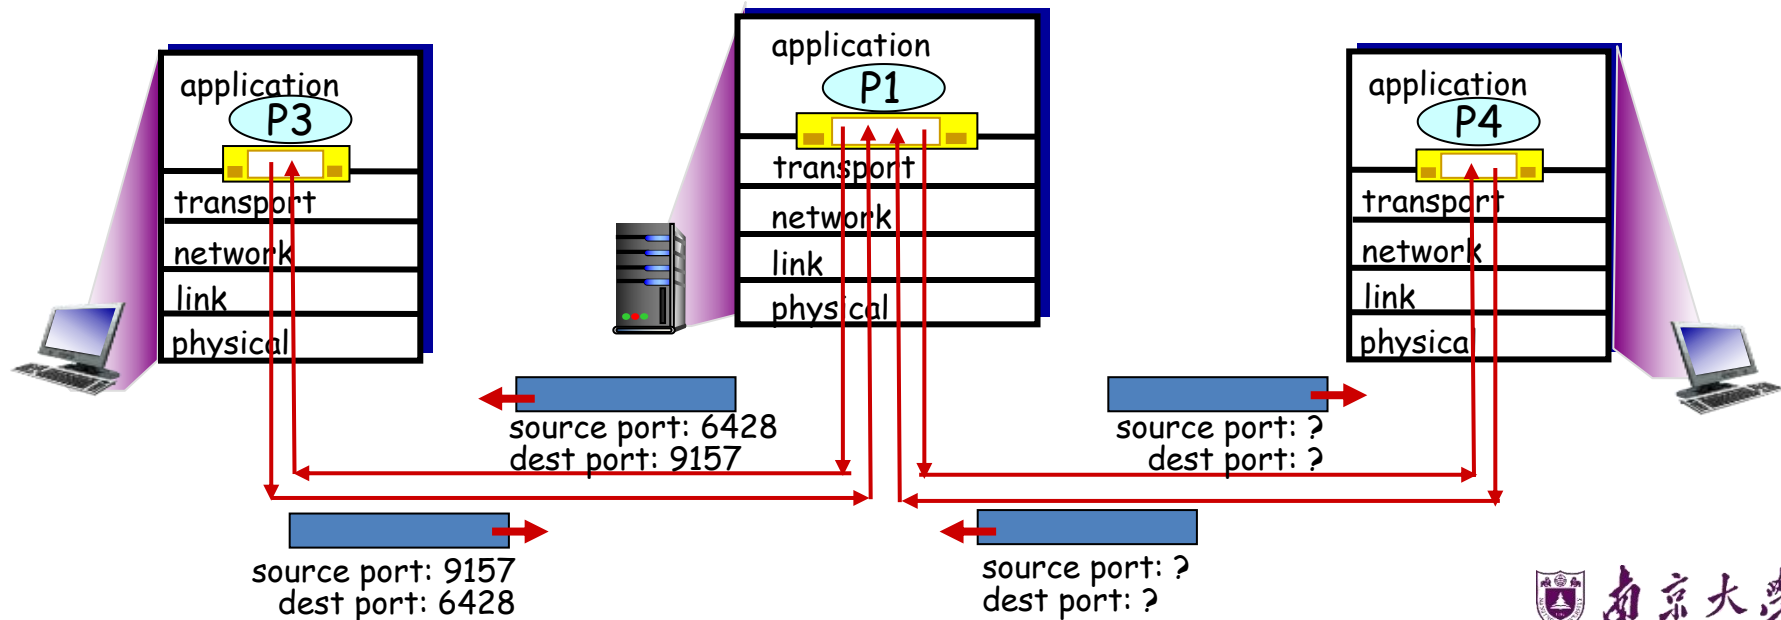 application
P3
transport
network
link
physical
application
P1
transport
network
link
physical
application
P4
transport
network
link
physical
source port: 6428
dest port: 9157
source port: ?
dest port: ?
source port: 9157
dest port: 6428
source port: ?
dest port: ?
南京大学